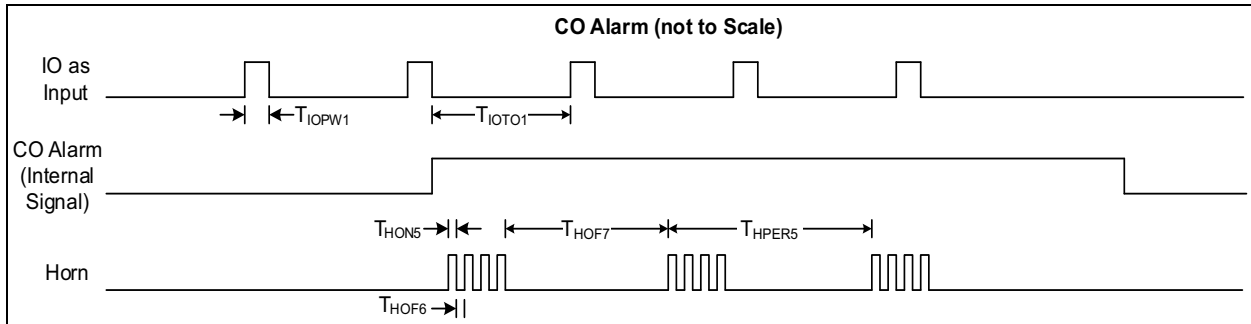 CO Alarm (not to Scale)
IO as
Input
TIOPW1
TIOTO1
CO Alarm
(Internal
Signal)
THON5
THOF7
THPER5
Horn
THOF6